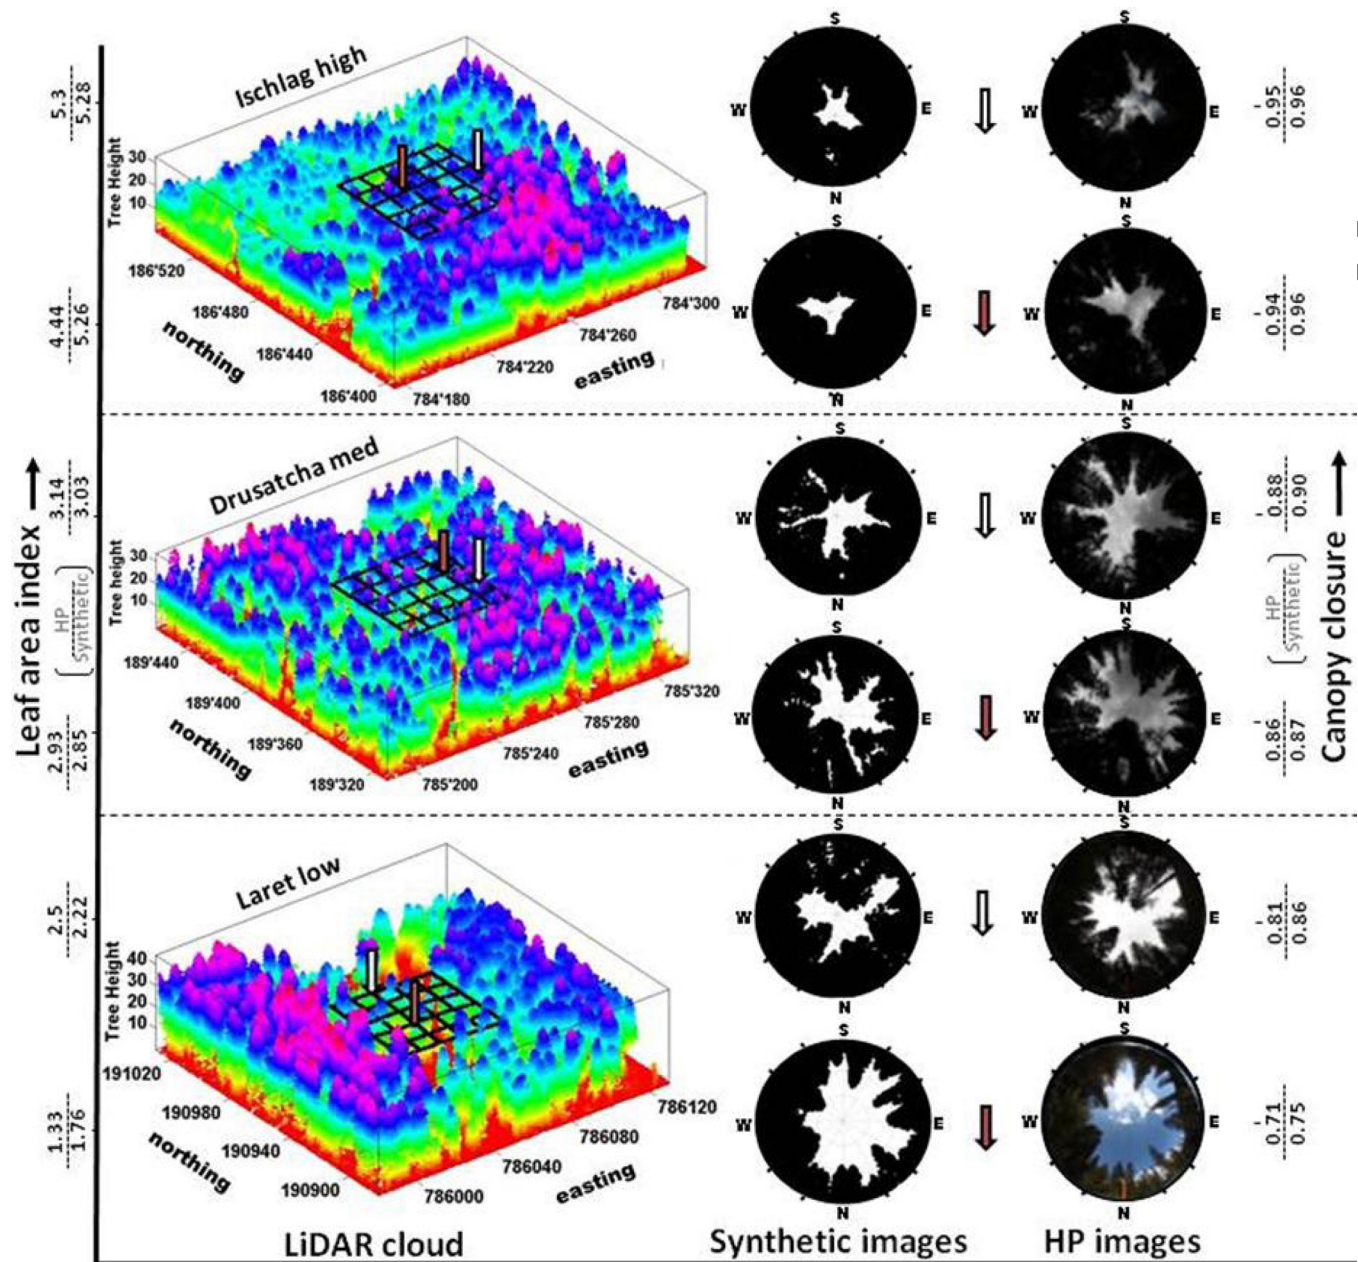 Leaf area index →
HP
Synthetic
5.3
5.28
4.44
5.26
3.14
3.03
2.93
2.85
2.5
2.22
1.33
1.76
Ischlag high
Tree Height
30
20
10
186°520
186°480
186°440
186°400
northing
784°180
784°220
784°260
784°300
easting
S
W E
N
S
W E
N
S
W E
N
S
W E
N
0.95
0.96
0.94
0.96
Drusatcha med
Tree height
30
20
10
189°440
189°400
189°360
189°320
northing
785°200
785°240
785°280
785°320
easting
S
W E
N
S
W E
N
S
W E
N
S
W E
N
0.88
0.90
HP
Synthetic
0.86
0.87
Canopy closure →
Laret low
Tree Height
40
30
20
10
191020
190980
190940
190900
northing
786000
786040
786080
786120
easting
S
W E
N
S
W E
N
S
W E
N
S
W E
N
0.81
0.86
0.71
0.75
LiDAR cloud
Synthetic images
HP images